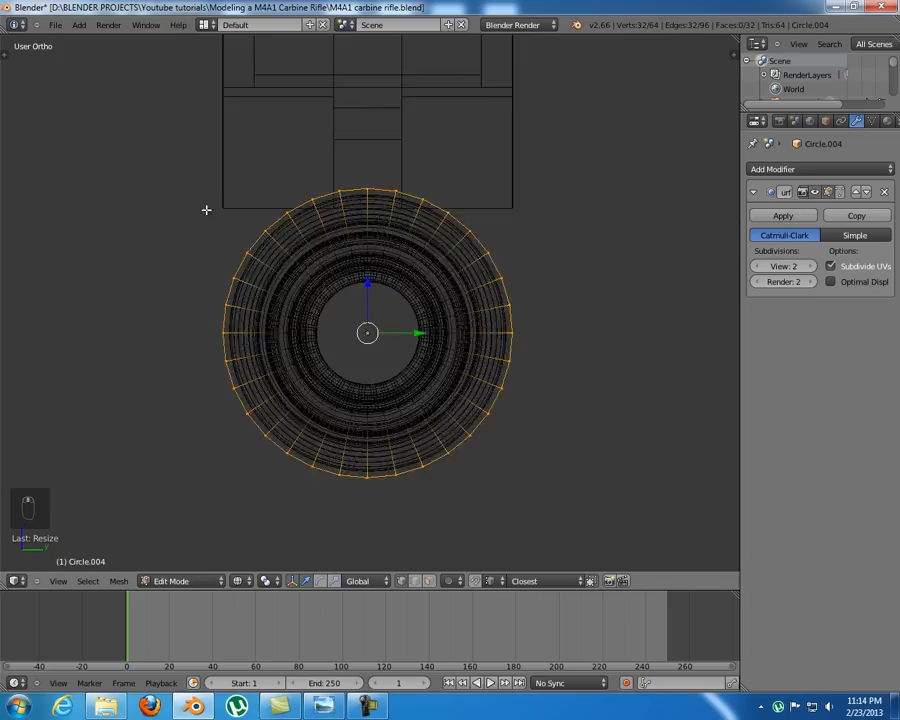 Blender* [D:\BLENDER PROJECTS\Youtube tutorials\Modeling a M4A1 Carbine Rifle\M4A1 carbine rifle.blend]
File Add Render Window Help Default Scene Blender Render v2.66 | Verts:32/64 | Edges:32/96 | Faces:0/32 | Tris:64 | Circle.004
View Search All Scenes
User Ortho
Scene
RenderLayers
World
Circle.004
Add Modifier
urf
Apply Copy
Catmull-Clark Simple
Subdivisions: Options:
View: 2 Subdivide UVs
Render: 2 Optimal Displ
Last: Resize
(1) Circle.004
View Select Mesh Edit Mode Global Closest
-40 -20 0 20 40 60 80 100 120 140 160 180 200 220 240 260
View Marker Frame Playback Start: 1 End: 250 1 No Sync
11:14 PM
2/23/2013